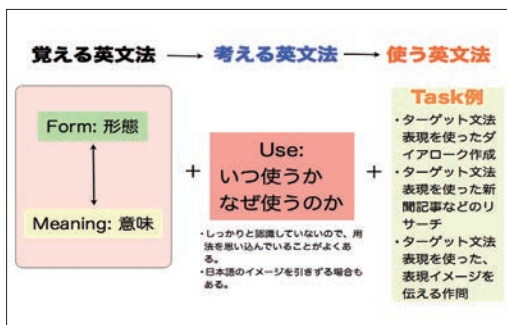 覚える英文法 → 考える英文法 → 使う英文法
Form: 形態
Meaning: 意味
+
Use:
いつ使うか
なぜ使うのか
・しっかりと認識していないので、用
法を思い込んでいることがよくあ
る。
・日本語のイメージを引きずる場合も
ある。
+
Task例
・ターゲット文法
表現を使ったダ
イアローク作成
・ターゲット文法
表現を使った新
聞記事などのリ
サーチ
・ターゲット文法
表現を使った、
表現イメージを
伝える作問